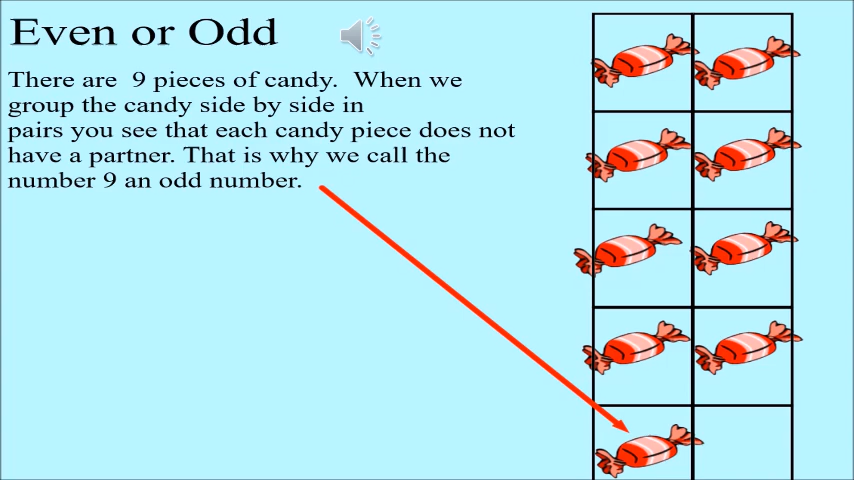 Even or Odd
There are 9 pieces of candy. When we
group the candy side by side in
pairs you see that each candy piece does not
have a partner. That is why we call the
number 9 an odd number.